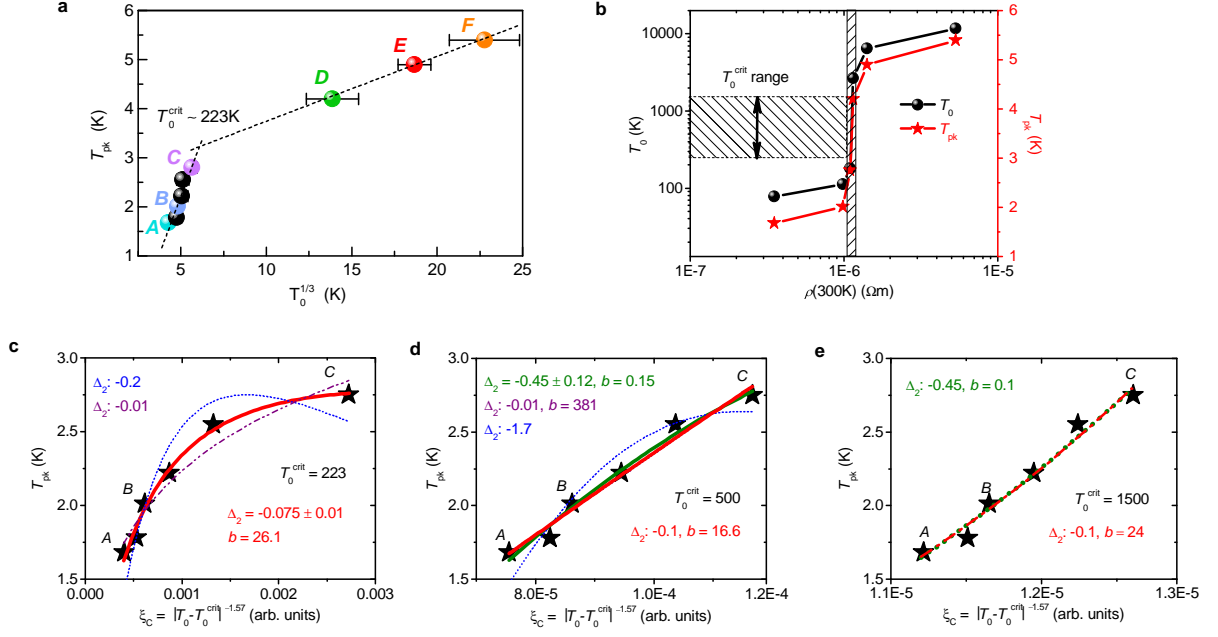 a
6
5
4
3
2
1
T_pk (K)
5 10 15 20 25
T_0^{1/3} (K)
T_0^crit ~ 223K
A
B
C
D
E
F
b
10000
1000
100
T_0 (K)
6
5
4
3
2
1
T_pk (K)
T_0^crit range
T_0
T_pk
1E-7 1E-6 1E-5
ρ(300K) (Ωm)
c
3.0
2.5
2.0
1.5
T_pk (K)
Δ_2: -0.2
Δ_2: -0.01
C
B
A
T_0^crit = 223
Δ_2 = -0.075 ± 0.01
b = 26.1
0.000 0.001 0.002 0.003
ξ_C = |T_0-T_0^crit|^{-1.57} (arb. units)
d
3.0
2.5
2.0
1.5
T_pk (K)
Δ_2 = -0.45 ± 0.12, b = 0.15
Δ_2: -0.01, b = 381
Δ_2: -1.7
C
B
A
T_0^crit = 500
Δ_2: -0.1, b = 16.6
8.0E-5 1.0E-4 1.2E-4
ξ_C = |T_0-T_0^crit|^{-1.57} (arb. units)
e
3.0
2.5
2.0
1.5
T_pk (K)
Δ_2: -0.45, b = 0.1
C
B
A
T_0^crit = 1500
Δ_2: -0.1, b = 24
1.1E-5 1.2E-5 1.3E-5
ξ_C = |T_0-T_0^crit|^{-1.57} (arb. units)